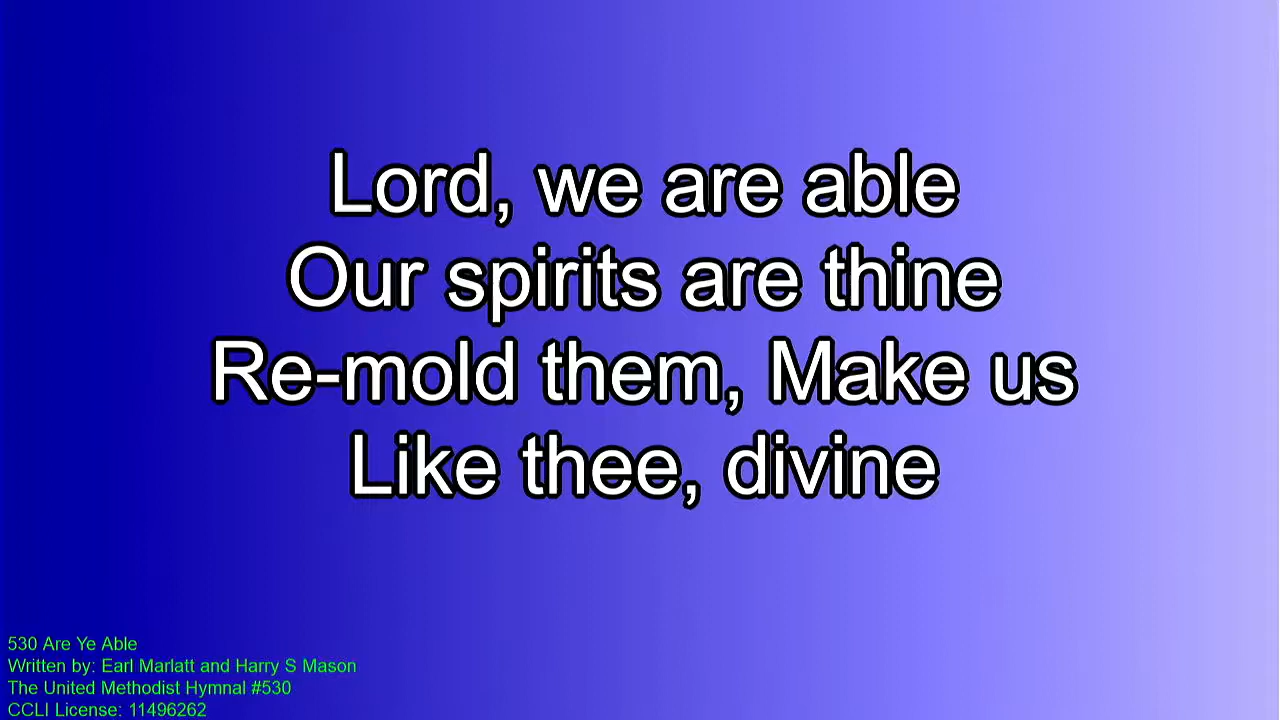 Lord, we are able
Our spirits are thine
Re-mold them, Make us
Like thee, divine
530 Are Ye Able
Written by: Earl Marlatt and Harry S Mason
The United Methodist Hymnal #530
CCLI License: 11496262